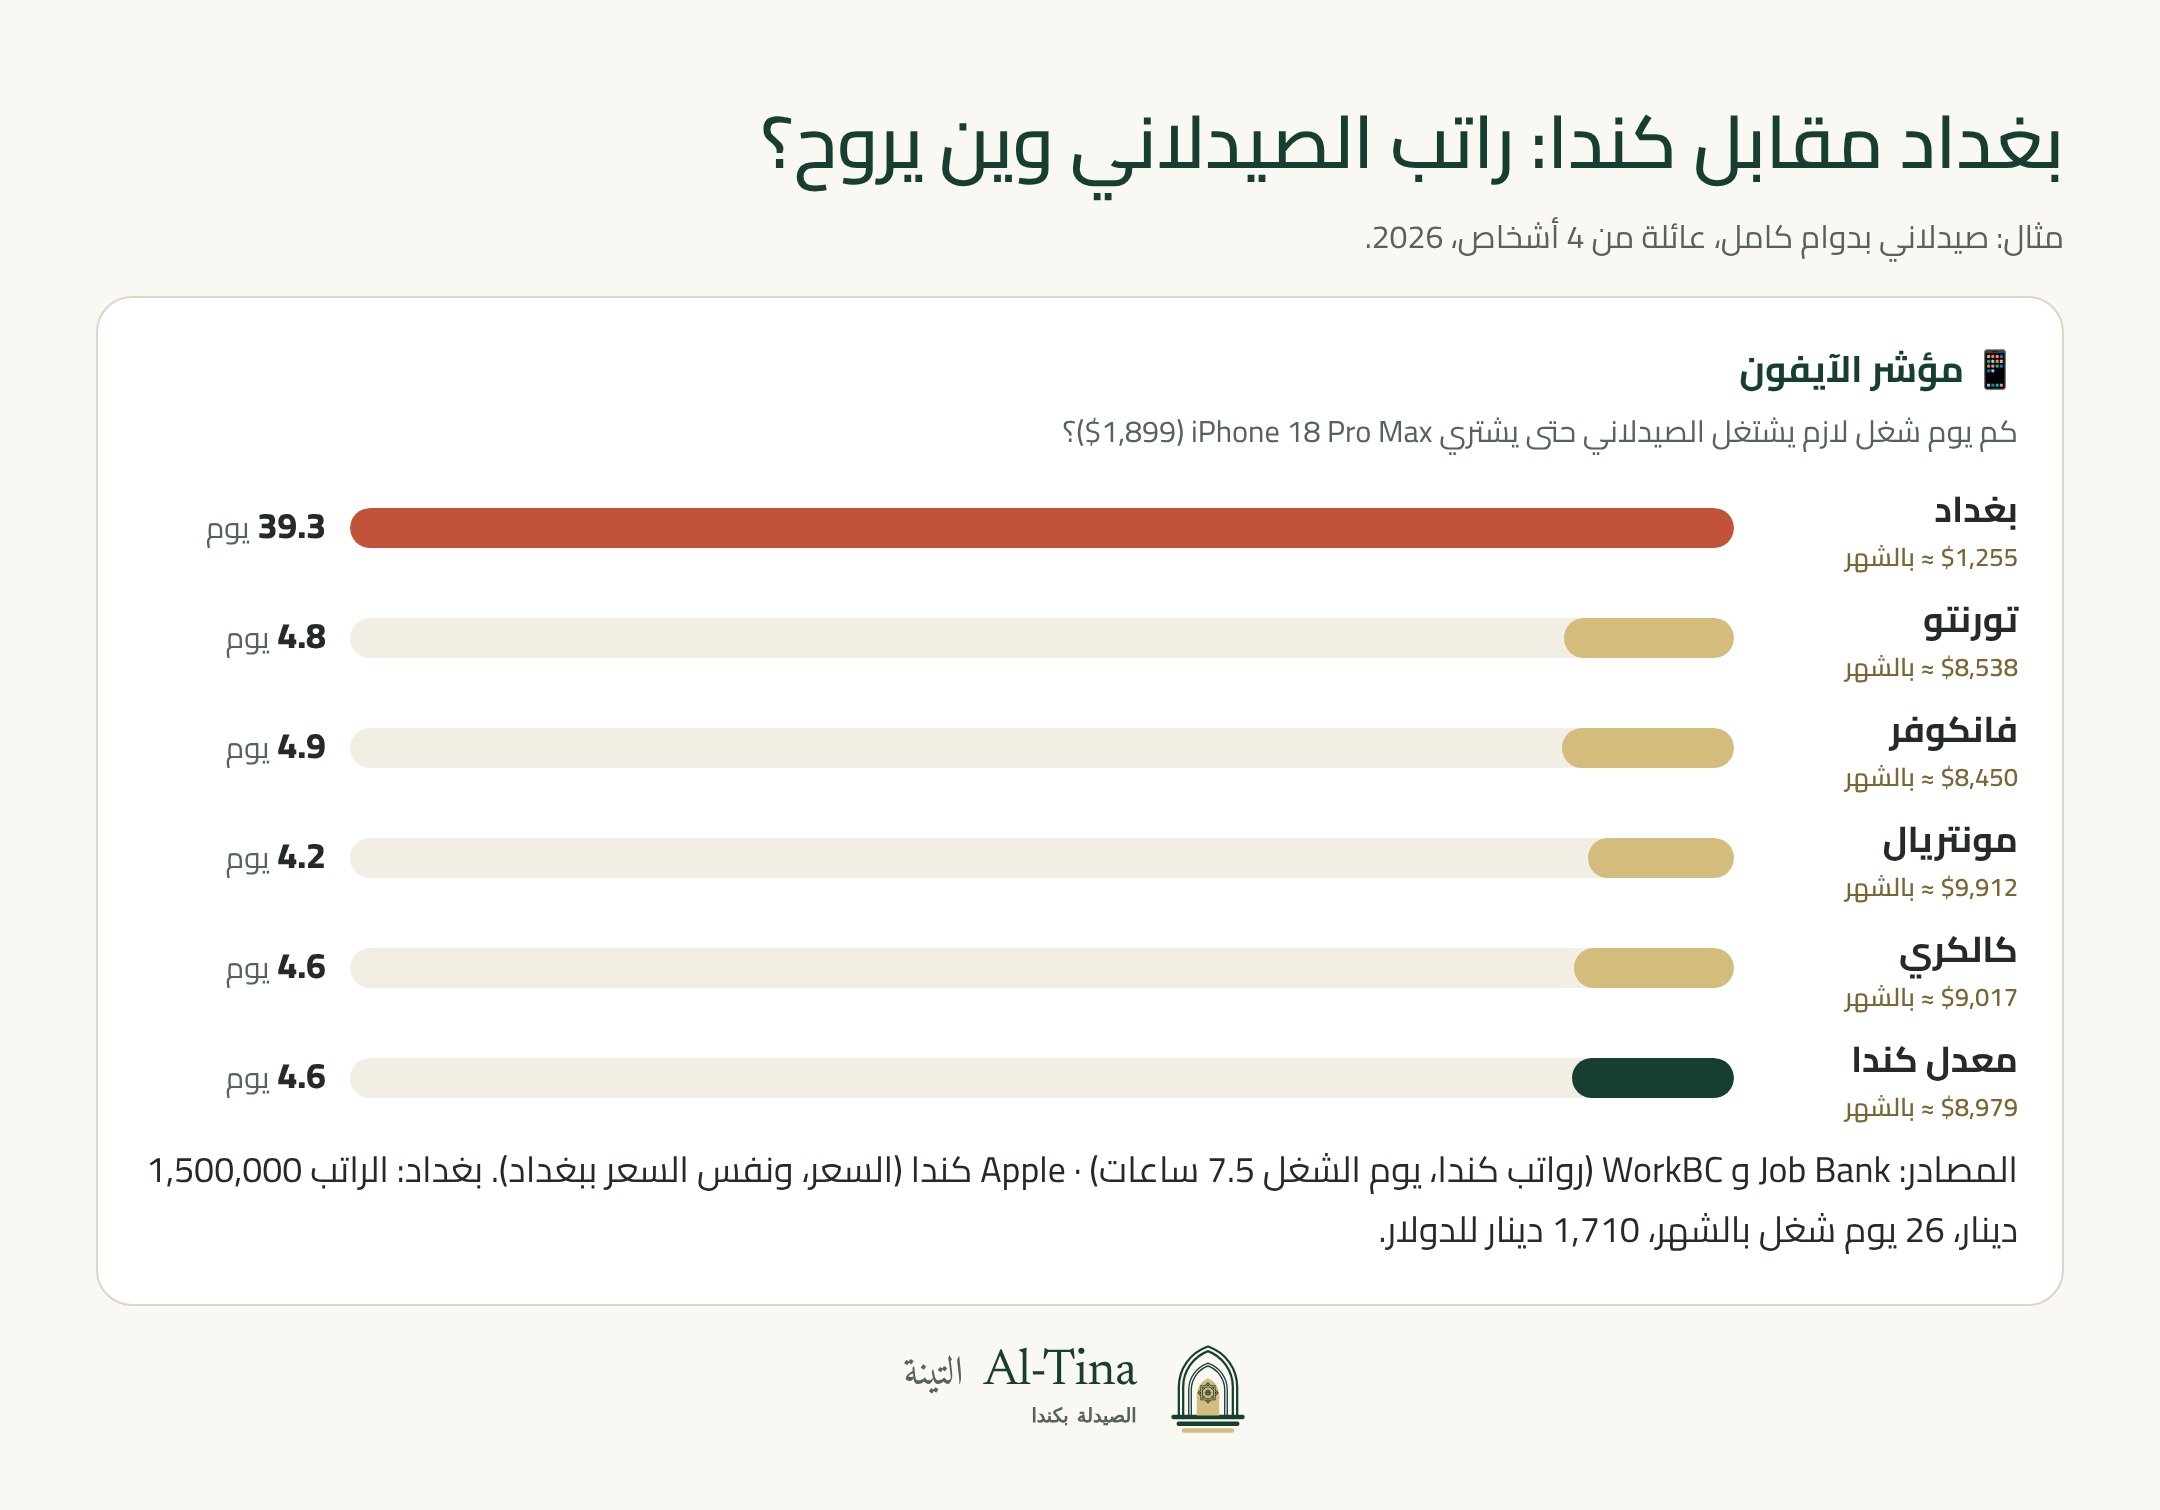 بغداد مقابل كندا: راتب الصيدلاني وين يروح؟
مثال: صيدلاني بدوام كامل، عائلة من 4 أشخاص، 2026.
📱 مؤشر الآيفون
كم يوم شغل لازم يشتغل الصيدلاني حتى يشتري iPhone 18 Pro Max ($1,899)؟
بغداد
$1,255 ≈ بالشهر
39.3 يوم
تورنتو
$8,538 ≈ بالشهر
4.8 يوم
فانكوفر
$8,450 ≈ بالشهر
4.9 يوم
مونتريال
$9,912 ≈ بالشهر
4.2 يوم
كالكري
$9,017 ≈ بالشهر
4.6 يوم
معدل كندا
$8,979 ≈ بالشهر
4.6 يوم
المصادر: Job Bank و WorkBC (رواتب كندا، يوم الشغل 7.5 ساعات) · Apple كندا (السعر، ونفس السعر ببغداد). بغداد: الراتب 1,500,000
دينار، 26 يوم شغل بالشهر، 1,710 دينار للدولار.
Al-Tina التينة
الصيدلة بكندا